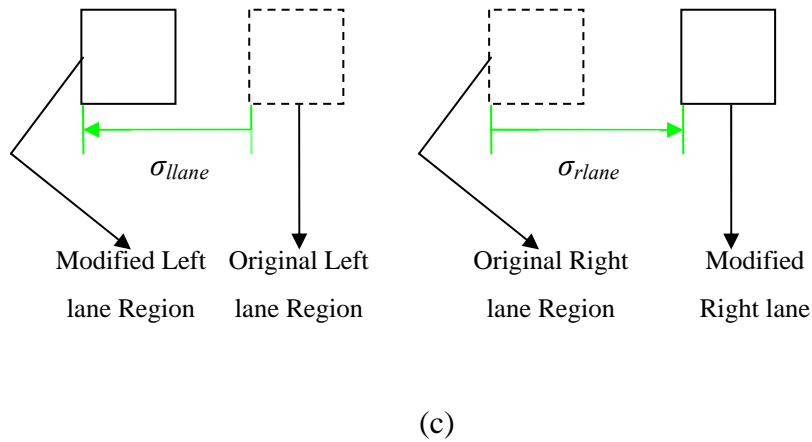 σllane
σrlane
Modified Left
lane Region
Original Left
lane Region
Original Right
lane Region
Modified
Right lane
(c)